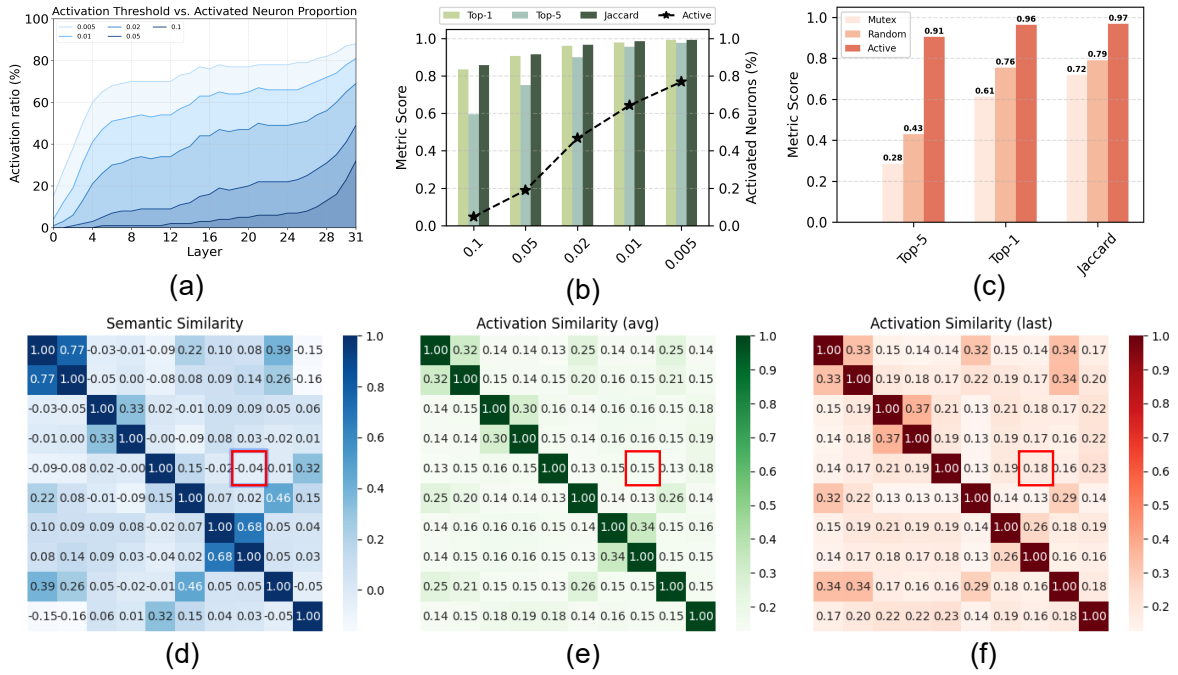 Activation Threshold vs. Activated Neuron Proportion
0.005 0.02 0.1
0.01 0.05
Activation ratio (%)
100
80
60
40
20
0
0 4 8 12 16 20 24 28 31
Layer
(a)
Top-1 Top-5 Jaccard Active
Metric Score
1.0
0.8
0.6
0.4
0.2
0.0
Activated Neurons (%)
1.0
0.8
0.6
0.4
0.2
0.0
0.1 0.05 0.02 0.01 0.005
(b)
Mutex
Random
Active
Metric Score
1.0
0.8
0.6
0.4
0.2
0.0
0.28 0.43 0.91
0.61 0.76 0.96
0.72 0.79 0.97
Top-5 Top-1 Jaccard
(c)
Semantic Similarity
1.00 0.77 -0.03 -0.01 -0.09 0.22 0.10 0.08 0.39 -0.15
0.77 1.00 -0.05 0.00 -0.08 0.08 0.09 0.14 0.26 -0.16
-0.03 -0.05 1.00 0.33 0.02 -0.01 0.09 0.09 0.05 0.06
-0.01 0.00 0.33 1.00 -0.00 -0.09 0.08 0.03 -0.02 0.01
-0.09 -0.08 0.02 -0.00 1.00 0.15 -0.02 -0.04 -0.01 0.32
0.22 0.08 -0.01 -0.09 0.15 1.00 0.07 0.02 0.46 0.15
0.10 0.09 0.09 0.08 -0.02 0.07 1.00 0.68 0.05 0.04
0.08 0.14 0.09 0.03 -0.04 0.02 0.68 1.00 0.05 0.03
0.39 0.26 0.05 -0.02 -0.01 0.46 0.05 0.05 1.00 -0.05
-0.15 -0.16 0.06 0.01 0.32 0.15 0.04 0.03 -0.05 1.00
1.0
0.8
0.6
0.4
0.2
0.0
(d)
Activation Similarity (avg)
1.00 0.32 0.14 0.14 0.13 0.25 0.14 0.14 0.25 0.14
0.32 1.00 0.15 0.14 0.15 0.20 0.16 0.15 0.21 0.15
0.14 0.15 1.00 0.30 0.16 0.14 0.16 0.16 0.15 0.18
0.14 0.14 0.30 1.00 0.15 0.14 0.15 0.16 0.15 0.19
0.13 0.15 0.16 0.15 1.00 0.13 0.15 0.15 0.13 0.18
0.25 0.20 0.14 0.14 0.13 1.00 0.14 0.13 0.26 0.14
0.14 0.16 0.16 0.15 0.15 0.14 1.00 0.34 0.15 0.16
0.14 0.15 0.16 0.16 0.15 0.13 0.34 1.00 0.15 0.15
0.25 0.21 0.15 0.15 0.13 0.26 0.15 0.15 1.00 0.15
0.14 0.15 0.18 0.19 0.18 0.14 0.16 0.15 0.15 1.00
1.0
0.9
0.8
0.7
0.6
0.5
0.4
0.3
0.2
(e)
Activation Similarity (last)
1.00 0.33 0.15 0.14 0.14 0.32 0.15 0.14 0.34 0.17
0.33 1.00 0.19 0.18 0.17 0.22 0.19 0.17 0.34 0.20
0.15 0.19 1.00 0.37 0.21 0.13 0.21 0.18 0.17 0.22
0.14 0.18 0.37 1.00 0.19 0.13 0.19 0.17 0.16 0.21
0.14 0.17 0.21 0.19 1.00 0.13 0.19 0.18 0.16 0.23
0.32 0.22 0.13 0.13 0.13 1.00 0.14 0.13 0.29 0.14
0.15 0.19 0.21 0.19 0.19 0.14 1.00 0.26 0.18 0.19
0.14 0.17 0.18 0.17 0.18 0.13 0.26 1.00 0.16 0.16
0.34 0.34 0.17 0.16 0.16 0.29 0.18 0.16 1.00 0.18
0.17 0.20 0.22 0.21 0.23 0.14 0.19 0.16 0.18 1.00
1.0
0.9
0.8
0.7
0.6
0.5
0.4
0.3
0.2
(f)